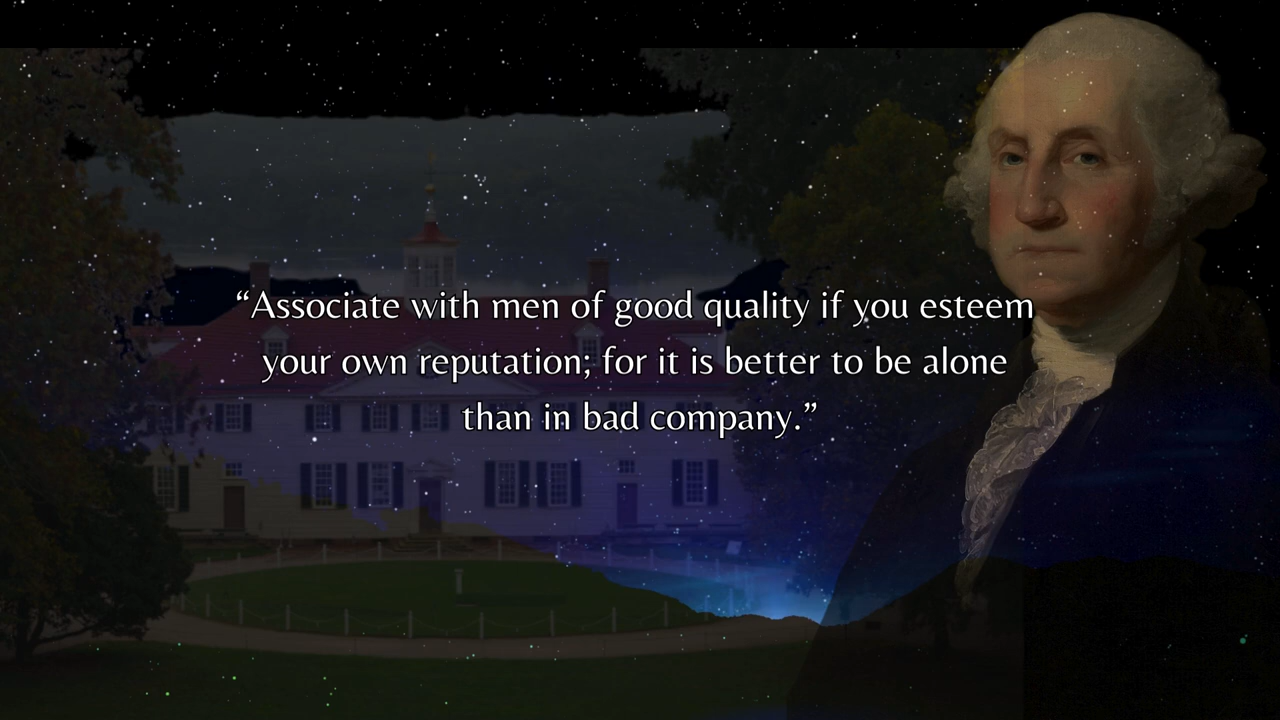 “Associate with men of good quality if you esteem
your own reputation; for it is better to be alone
than in bad company.”